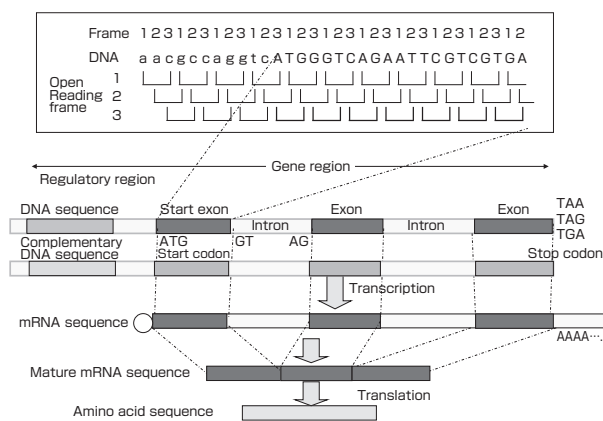 Frame 1 2 3 1 2 3 1 2 3 1 2 3 1 2 3 1 2 3 1 2 3 1 2 3 1 2 3 1 2 3 1 2
DNA a a c g c c a g g t c A T G G G T C A G A A T T C G T C G T G A
Open Reading frame
1
2
3
Regulatory region
Gene region
DNA sequence Start exon Intron Exon Intron Exon
TAA
TAG
TGA
Complementary DNA sequence
ATG GT AG
Start codon
Stop codon
Transcription
mRNA sequence
AAAA…
Mature mRNA sequence
Translation
Amino acid sequence